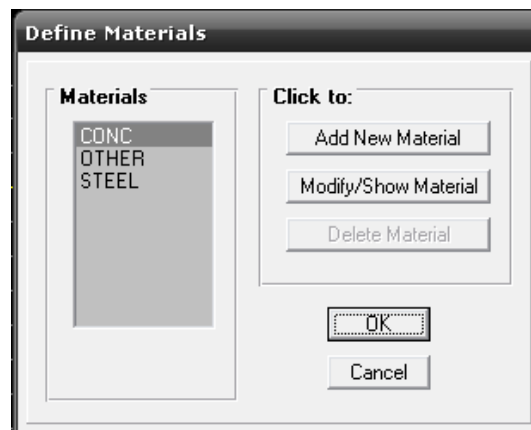 Define Materials
Materials
CONC
OTHER
STEEL
Click to:
Add New Material
Modify/Show Material
Delete Material
OK
Cancel